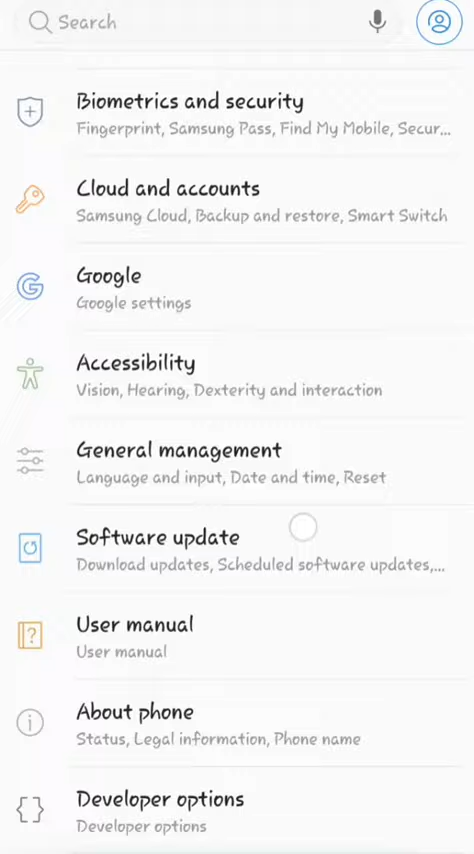 Search
Biometrics and security
Fingerprint, Samsung Pass, Find My Mobile, Secur...
Cloud and accounts
Samsung Cloud, Backup and restore, Smart Switch
Google
Google settings
Accessibility
Vision, Hearing, Dexterity and interaction
General management
Language and input, Date and time, Reset
Software update
Download updates, Scheduled software updates,...
User manual
User manual
About phone
Status, Legal information, Phone name
Developer options
Developer options